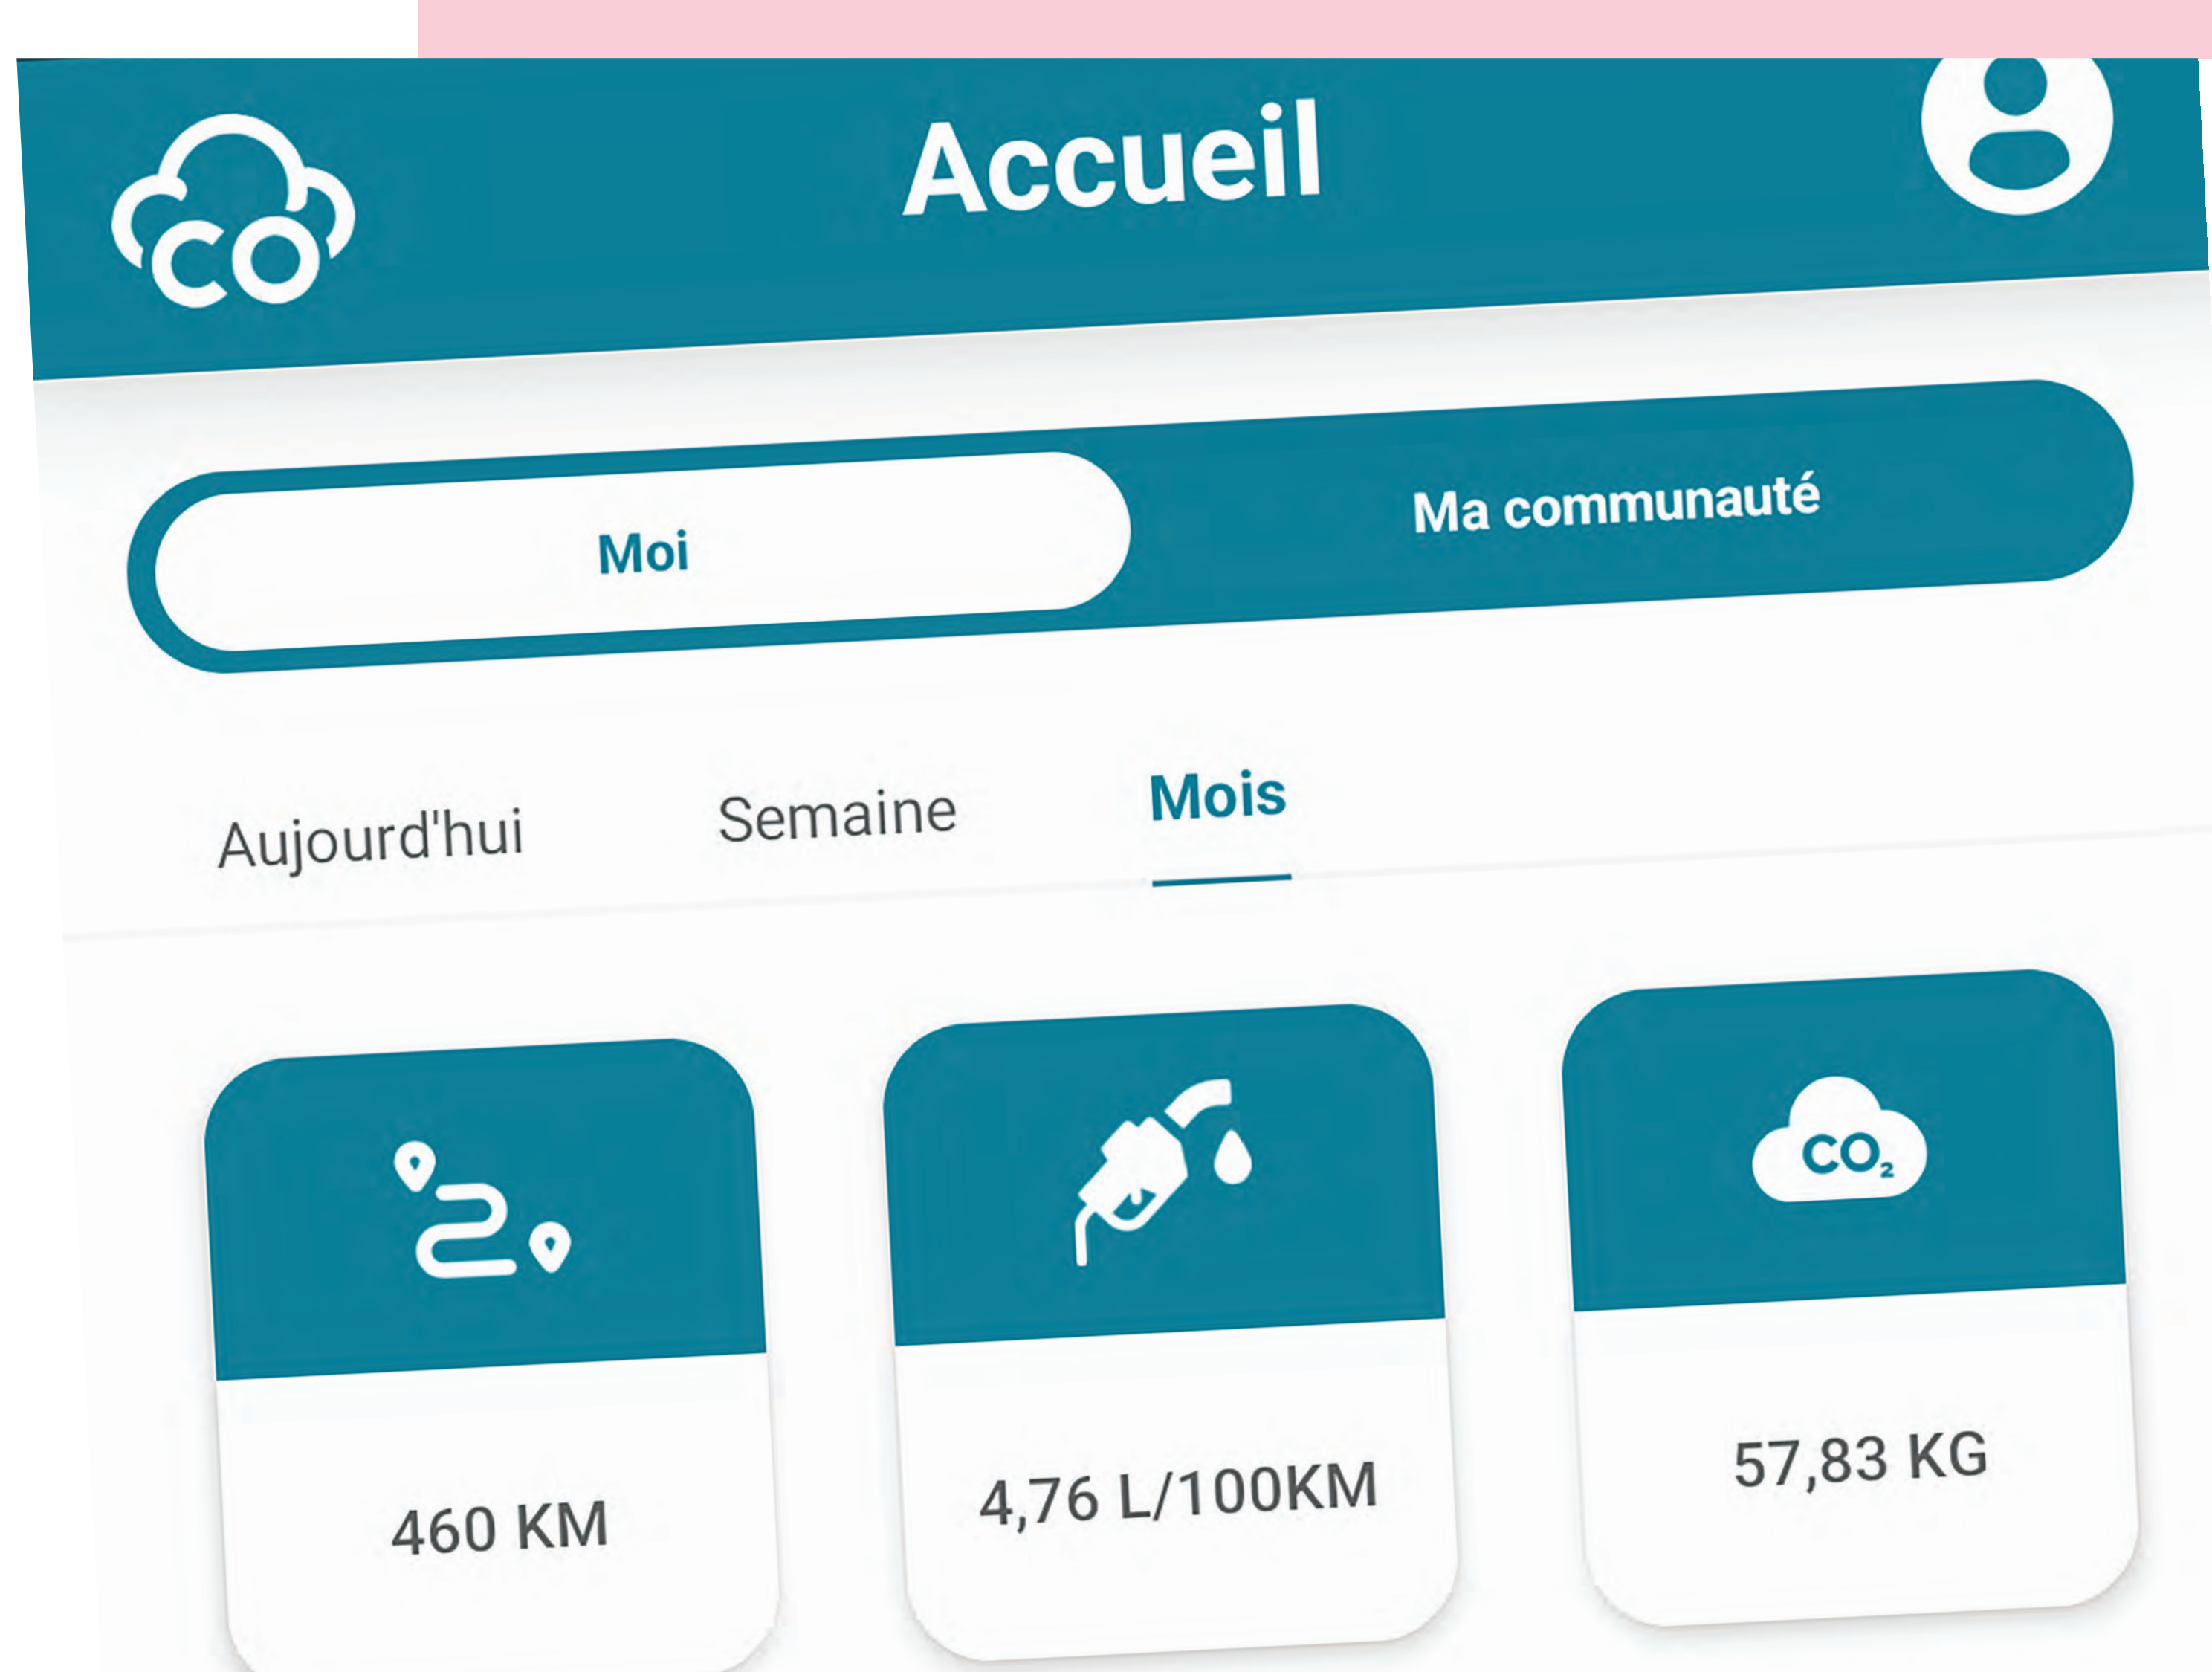 Accueil
CO
Moi
Ma communauté
Aujourd'hui
Semaine
Mois
CO₂
460 KM
4,76 L/100KM
57,83 KG